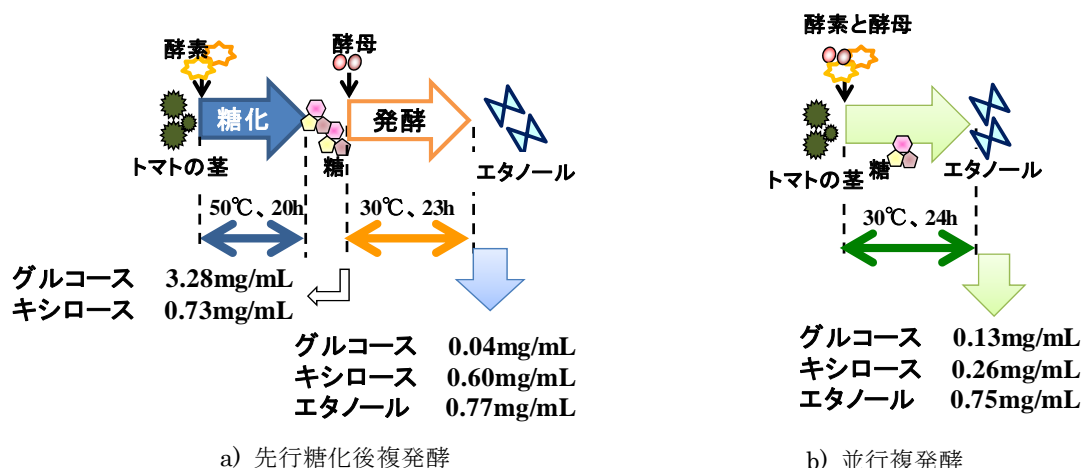 酵素
酵母
糖化
発酵
トマトの茎
糖
エタノール
50℃、20h
30℃、23h
グルコース 3.28mg/mL
キシロース 0.73mg/mL
グルコース 0.04mg/mL
キシロース 0.60mg/mL
エタノール 0.77mg/mL
a) 先行糖化後複発酵
酵素と酵母
トマトの茎
糖
エタノール
30℃、24h
グルコース 0.13mg/mL
キシロース 0.26mg/mL
エタノール 0.75mg/mL
b) 並行複発酵